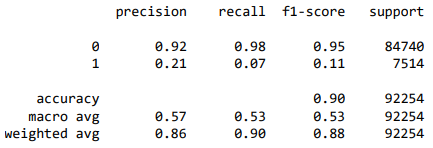 precision recall f1-score support
0 0.92 0.98 0.95 84740
1 0.21 0.07 0.11 7514
accuracy 0.90 92254
macro avg 0.57 0.53 0.53 92254
weighted avg 0.86 0.90 0.88 92254